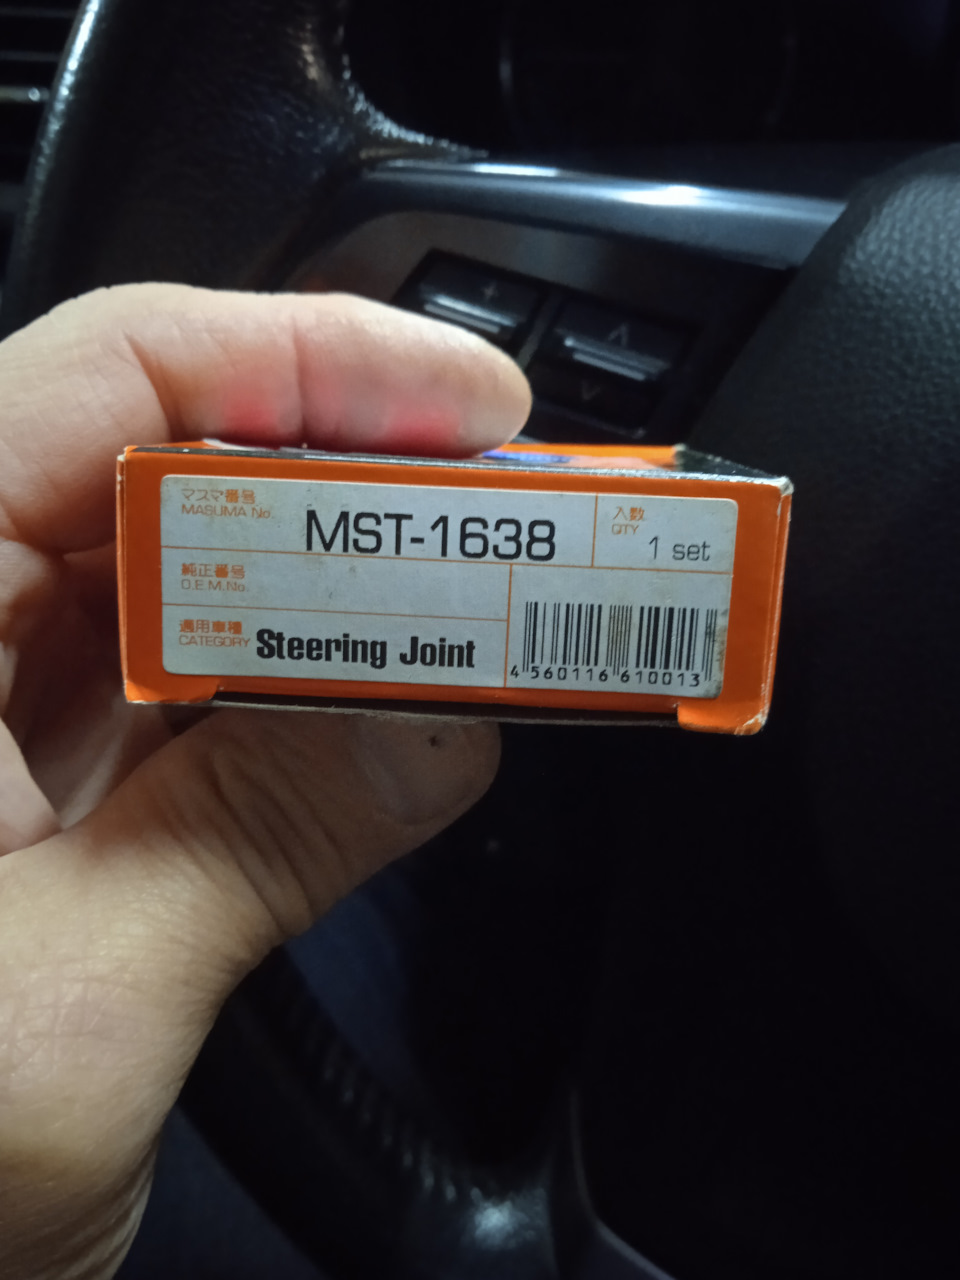 マスマ番号
MASUMA No.
MST-1638
入数
QTY
1 set
純正番号
O.E.M.No.
適用車種
CATEGORY
Steering Joint
4 560116 610013
+